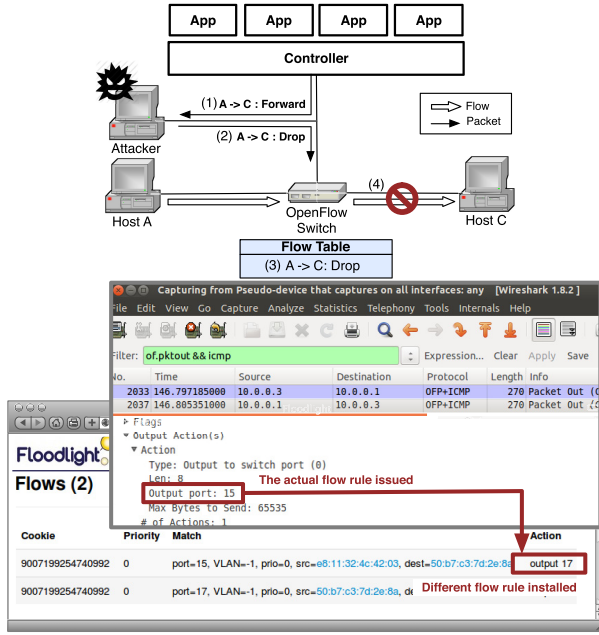 App App App App
Controller
(1) A -> C : Forward
(2) A -> C : Drop
Attacker
Flow
Packet
(4)
Host A
OpenFlow
Switch
Host C
Flow Table
(3) A -> C: Drop
Capturing from Pseudo-device that captures on all interfaces: any [Wireshark 1.8.2 ]
File Edit View Go Capture Analyze Statistics Telephony Tools Internals Help
Filter: of.pktout && icmp Expression... Clear Apply Save
No. Time Source Destination Protocol Length Info
2033 146.797185000 10.0.0.3 10.0.0.1 OFP+ICMP 270 Packet Out
2037 146.805351000 10.0.0.1 10.0.0.3 OFP+ICMP 270 Packet Out
Flags
Output Action(s)
Action
Type: Output to switch port (0)
Len: 8
Output port: 15
Max Bytes to Send: 65535
# of Actions: 1
The actual flow rule issued
Floodlight
Flows (2)
Cookie Priority Match Action
9007199254740992 0 port=15, VLAN=-1, prio=0, src=e8:11:32:4c:42:03, dest=50:b7:c3:7d:2e:8a, output 17
9007199254740992 0 port=17, VLAN=-1, prio=0, src=50:b7:c3:7d:2e:8a,
Different flow rule installed